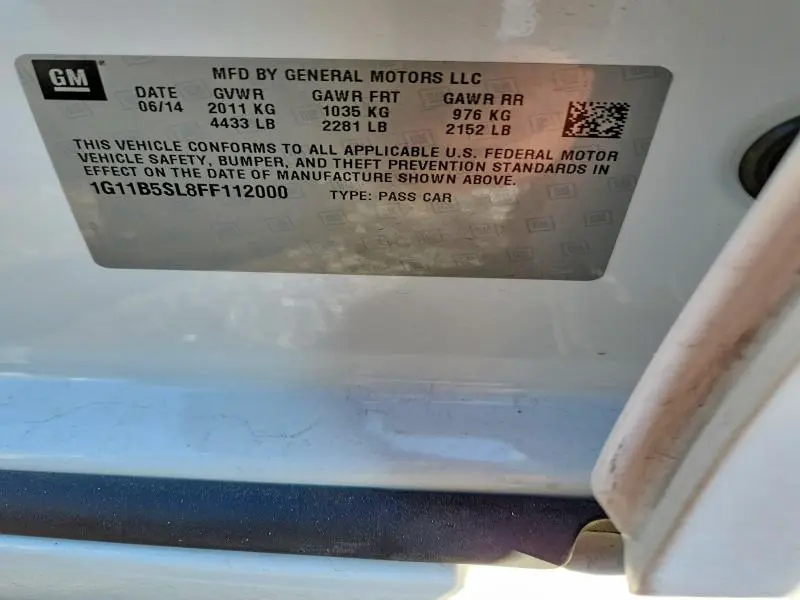 GM
MFD BY GENERAL MOTORS LLC
DATE GVWR GAWR FRT GAWR RR
06/14 2011 KG 1035 KG 976 KG
4433 LB 2281 LB 2152 LB
THIS VEHICLE CONFORMS TO ALL APPLICABLE U.S. FEDERAL MOTOR
VEHICLE SAFETY, BUMPER, AND THEFT PREVENTION STANDARDS IN
EFFECT ON THE DATE OF MANUFACTURE SHOWN ABOVE.
1G11B5SL8FF112000 TYPE: PASS CAR